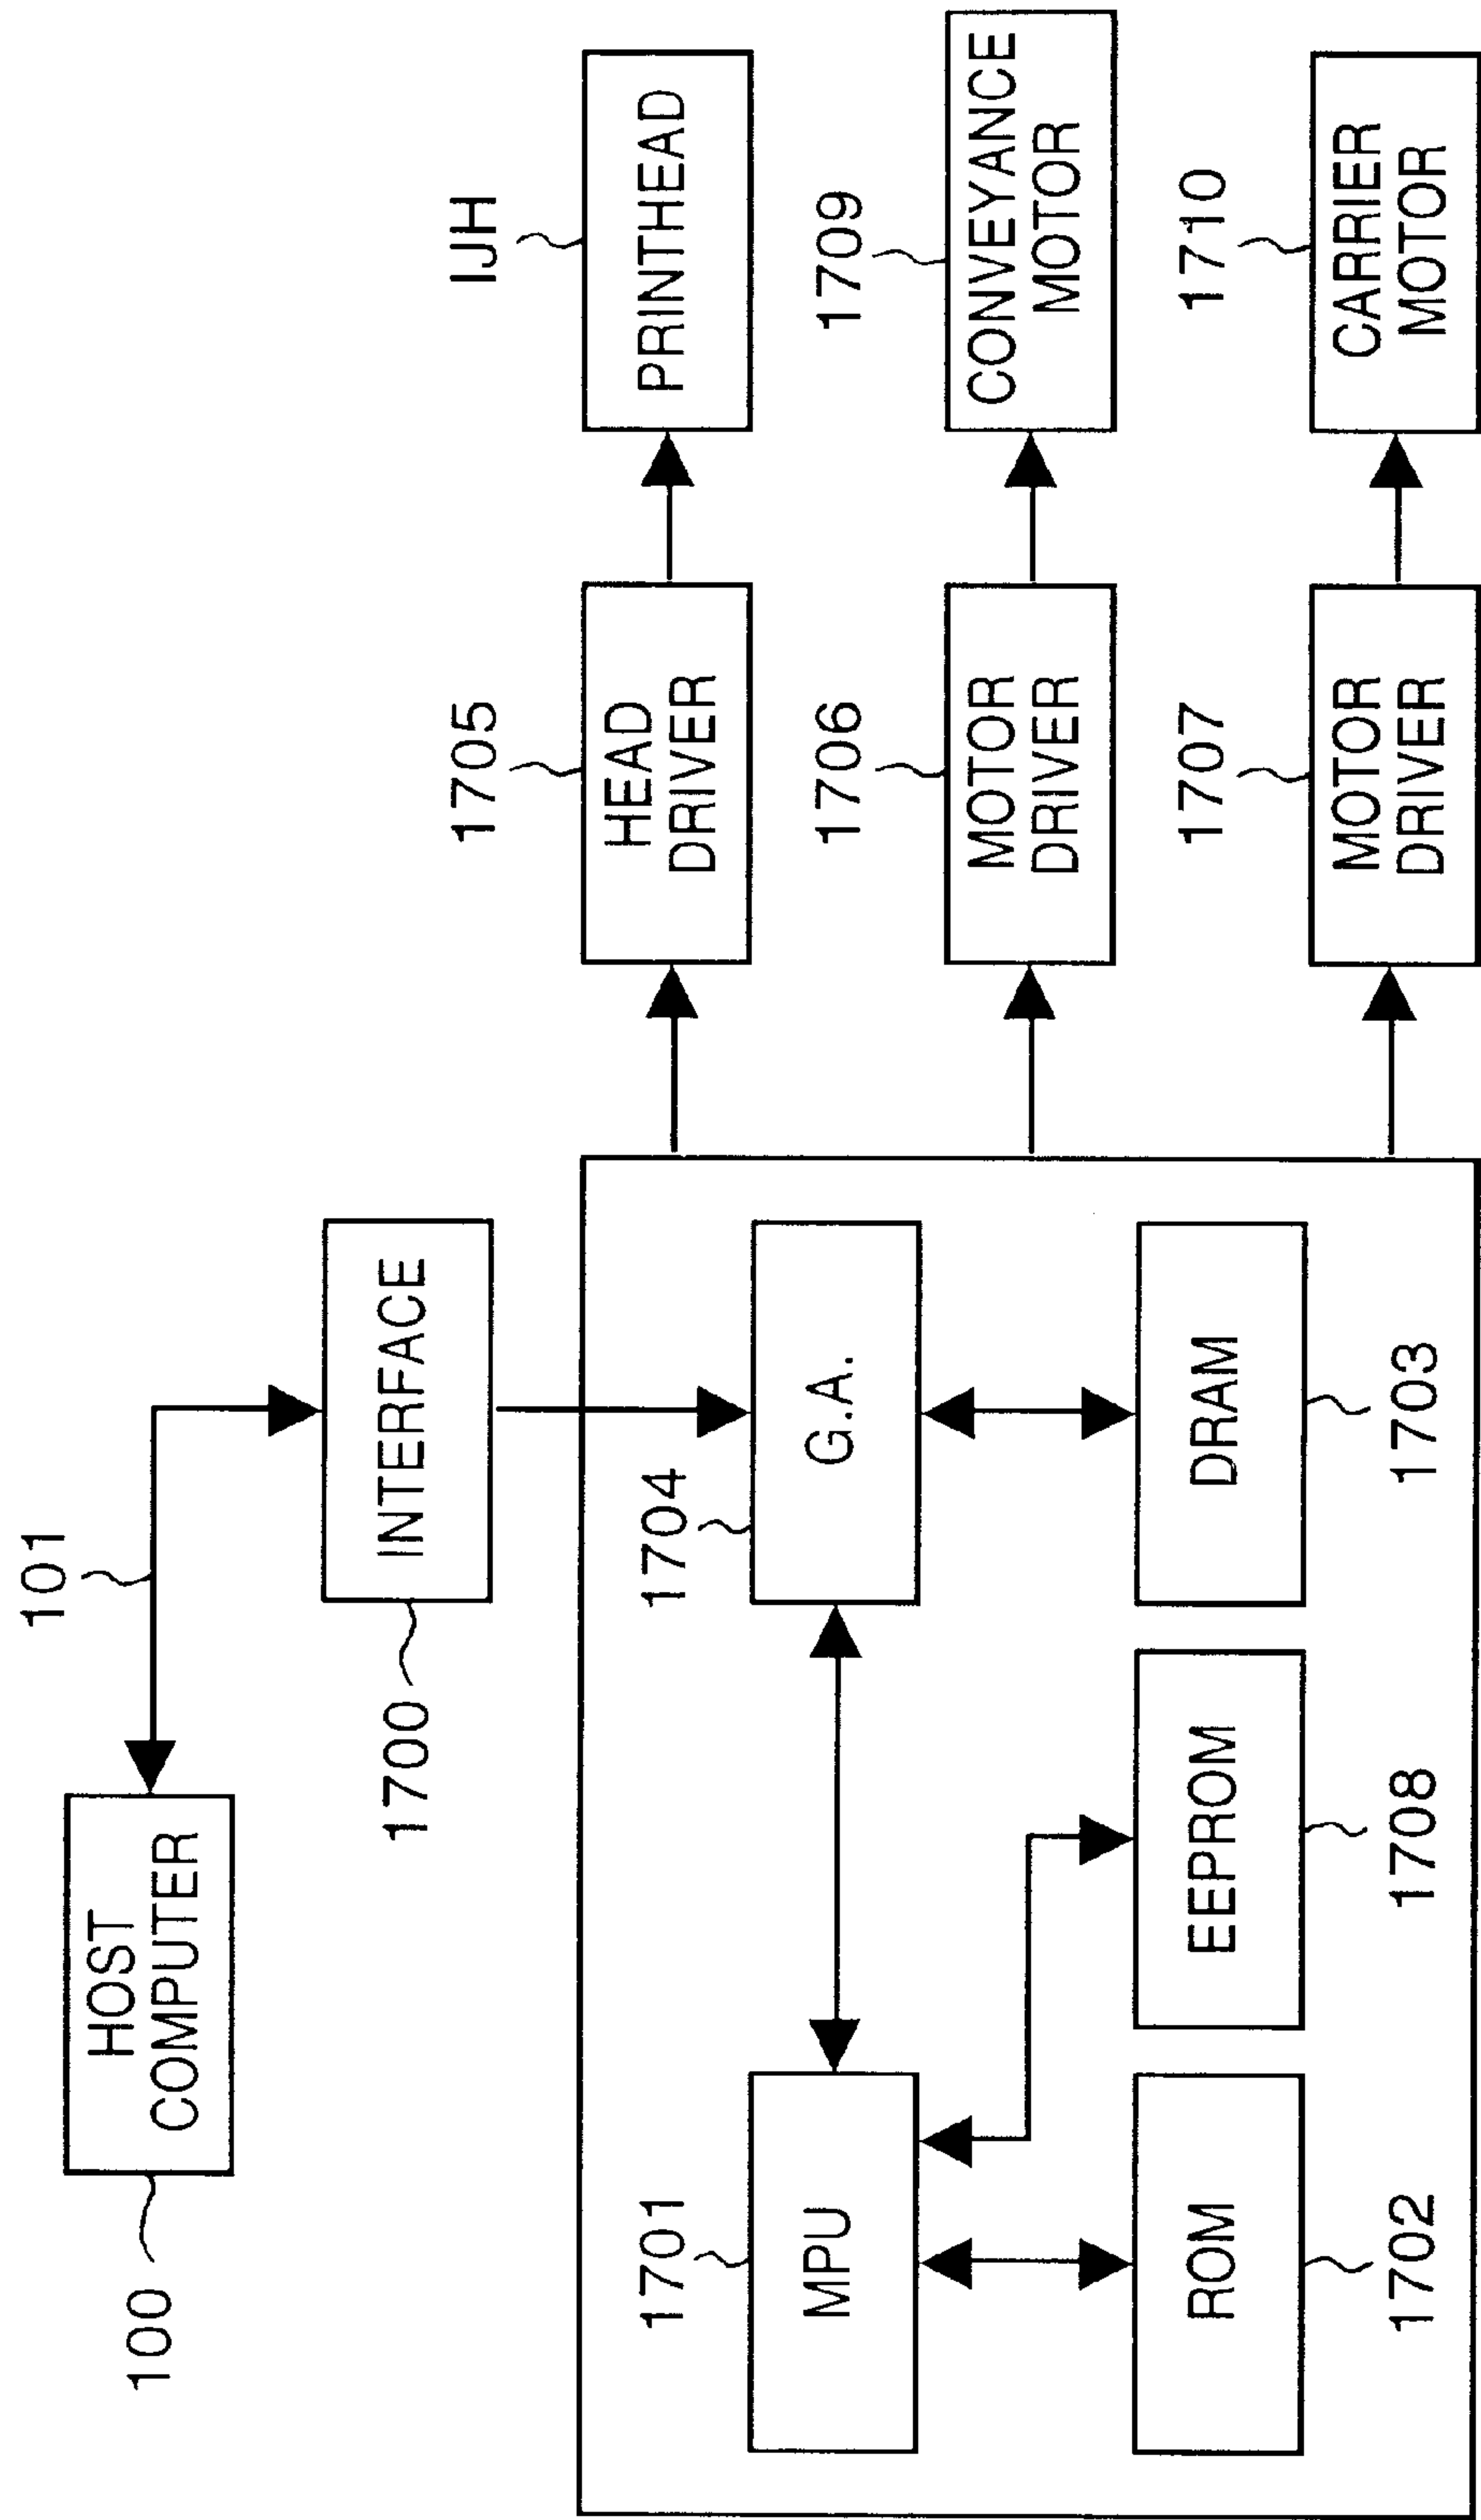 100
HOST
COMPUTER
101
1700
INTERFACE
1701
MPU
1704
G.A.
ROM
1702
EEPROM
1708
DRAM
1703
1705
HEAD
DRIVER
IJH
PRINTHEAD
1706
MOTOR
DRIVER
1709
CONVEYANCE
MOTOR
1707
MOTOR
DRIVER
1710
CARRIER
MOTOR